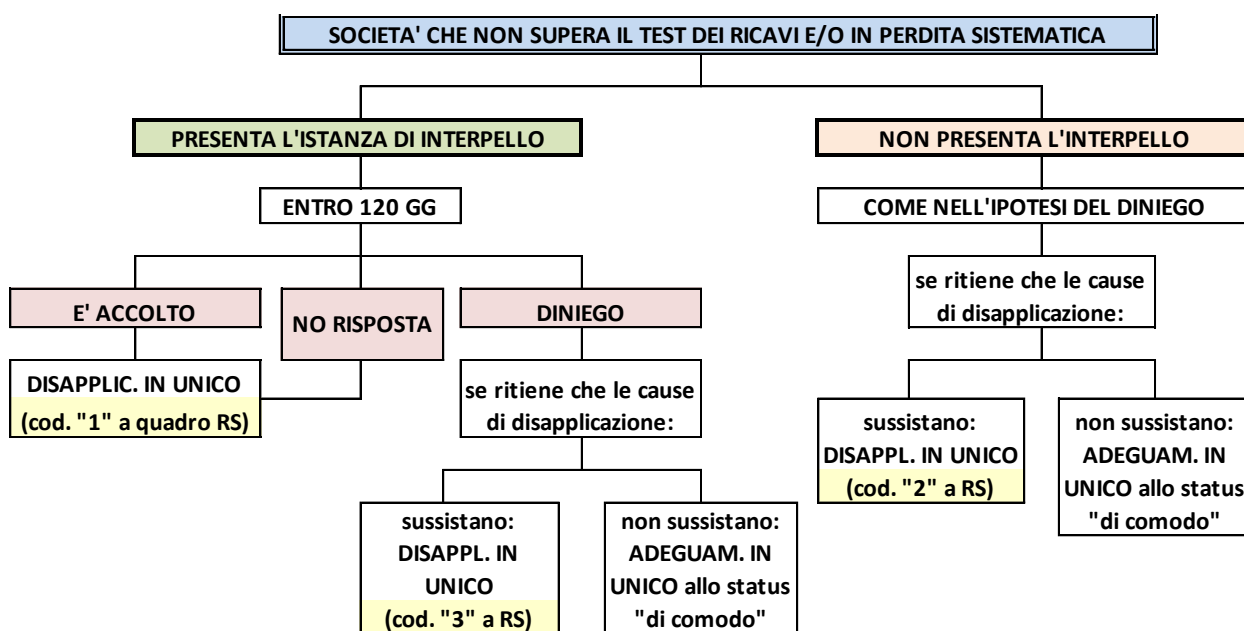 SOCIETA' CHE NON SUPERA IL TEST DEI RICAVI E/O IN PERDITA SISTEMATICA
PRESENTA L'ISTANZA DI INTERPELLO
ENTRO 120 GG
E' ACCOLTO
DISAPPLIC. IN UNICO
(cod. "1" a quadro RS)
NO RISPOSTA
DINIEGO
se ritiene che le cause
di disapplicazione:
sussistano:
DISAPPL. IN
UNICO
(cod. "3" a RS)
non sussistano:
ADEGUAM. IN
UNICO allo status
"di comodo"
NON PRESENTA L'INTERPELLO
COME NELL'IPOTESI DEL DINIEGO
se ritiene che le cause
di disapplicazione:
sussistano:
DISAPPL. IN UNICO
(cod. "2" a RS)
non sussistano:
ADEGUAM. IN
UNICO allo status
"di comodo"